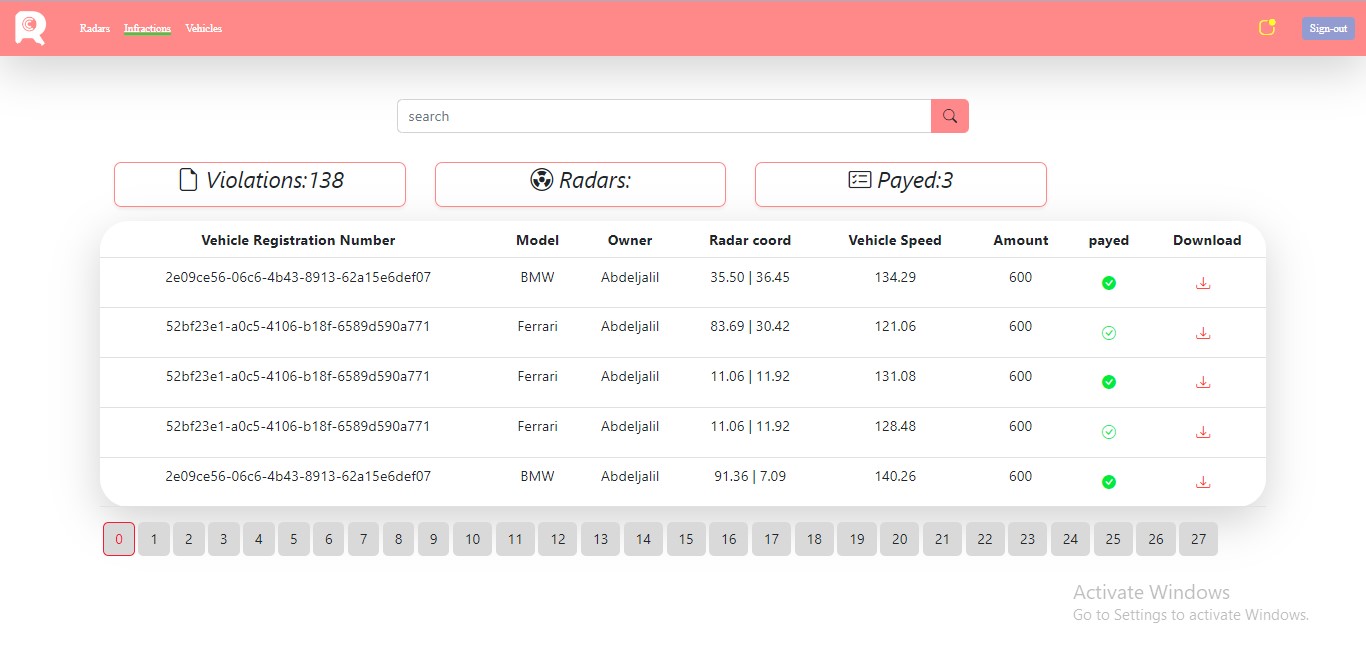 Radars Infractions Vehicles Sign-out
search
Violations:138 Radars: Payed:3
Vehicle Registration Number Model Owner Radar coord Vehicle Speed Amount payed Download
2e09ce56-06c6-4b43-8913-62a15e6def07 BMW Abdeljalil 35.50 | 36.45 134.29 600
52bf23e1-a0c5-4106-b18f-6589d590a771 Ferrari Abdeljalil 83.69 | 30.42 121.06 600
52bf23e1-a0c5-4106-b18f-6589d590a771 Ferrari Abdeljalil 11.06 | 11.92 131.08 600
52bf23e1-a0c5-4106-b18f-6589d590a771 Ferrari Abdeljalil 11.06 | 11.92 128.48 600
2e09ce56-06c6-4b43-8913-62a15e6def07 BMW Abdeljalil 91.36 | 7.09 140.26 600
0 1 2 3 4 5 6 7 8 9 10 11 12 13 14 15 16 17 18 19 20 21 22 23 24 25 26 27
Activate Windows
Go to Settings to activate Windows.